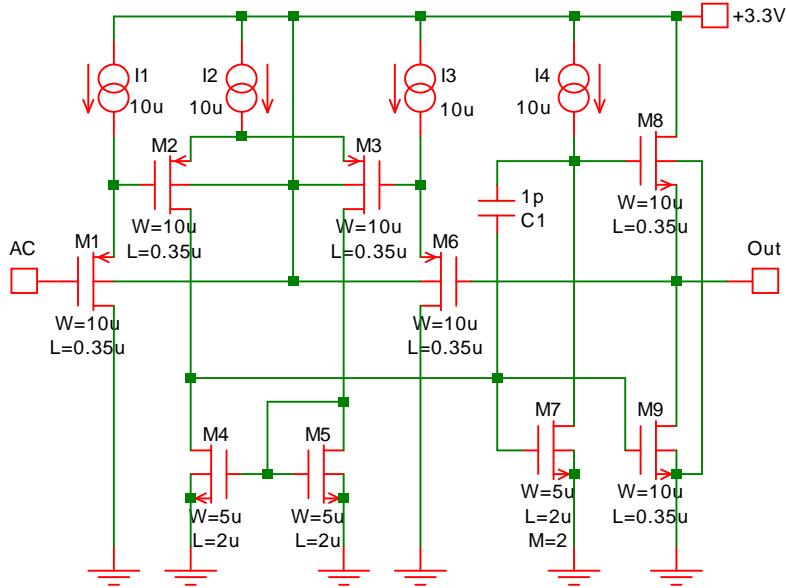 +3.3V
I1
10u
I2
10u
I3
10u
I4
10u
M2
M3
M8
1p
C1
W=10u
L=0.35u
W=10u
L=0.35u
W=10u
L=0.35u
AC
M1
M6
Out
W=10u
L=0.35u
W=10u
L=0.35u
M4
M5
M7
M9
W=5u
L=2u
W=5u
L=2u
W=5u
L=2u
M=2
W=10u
L=0.35u